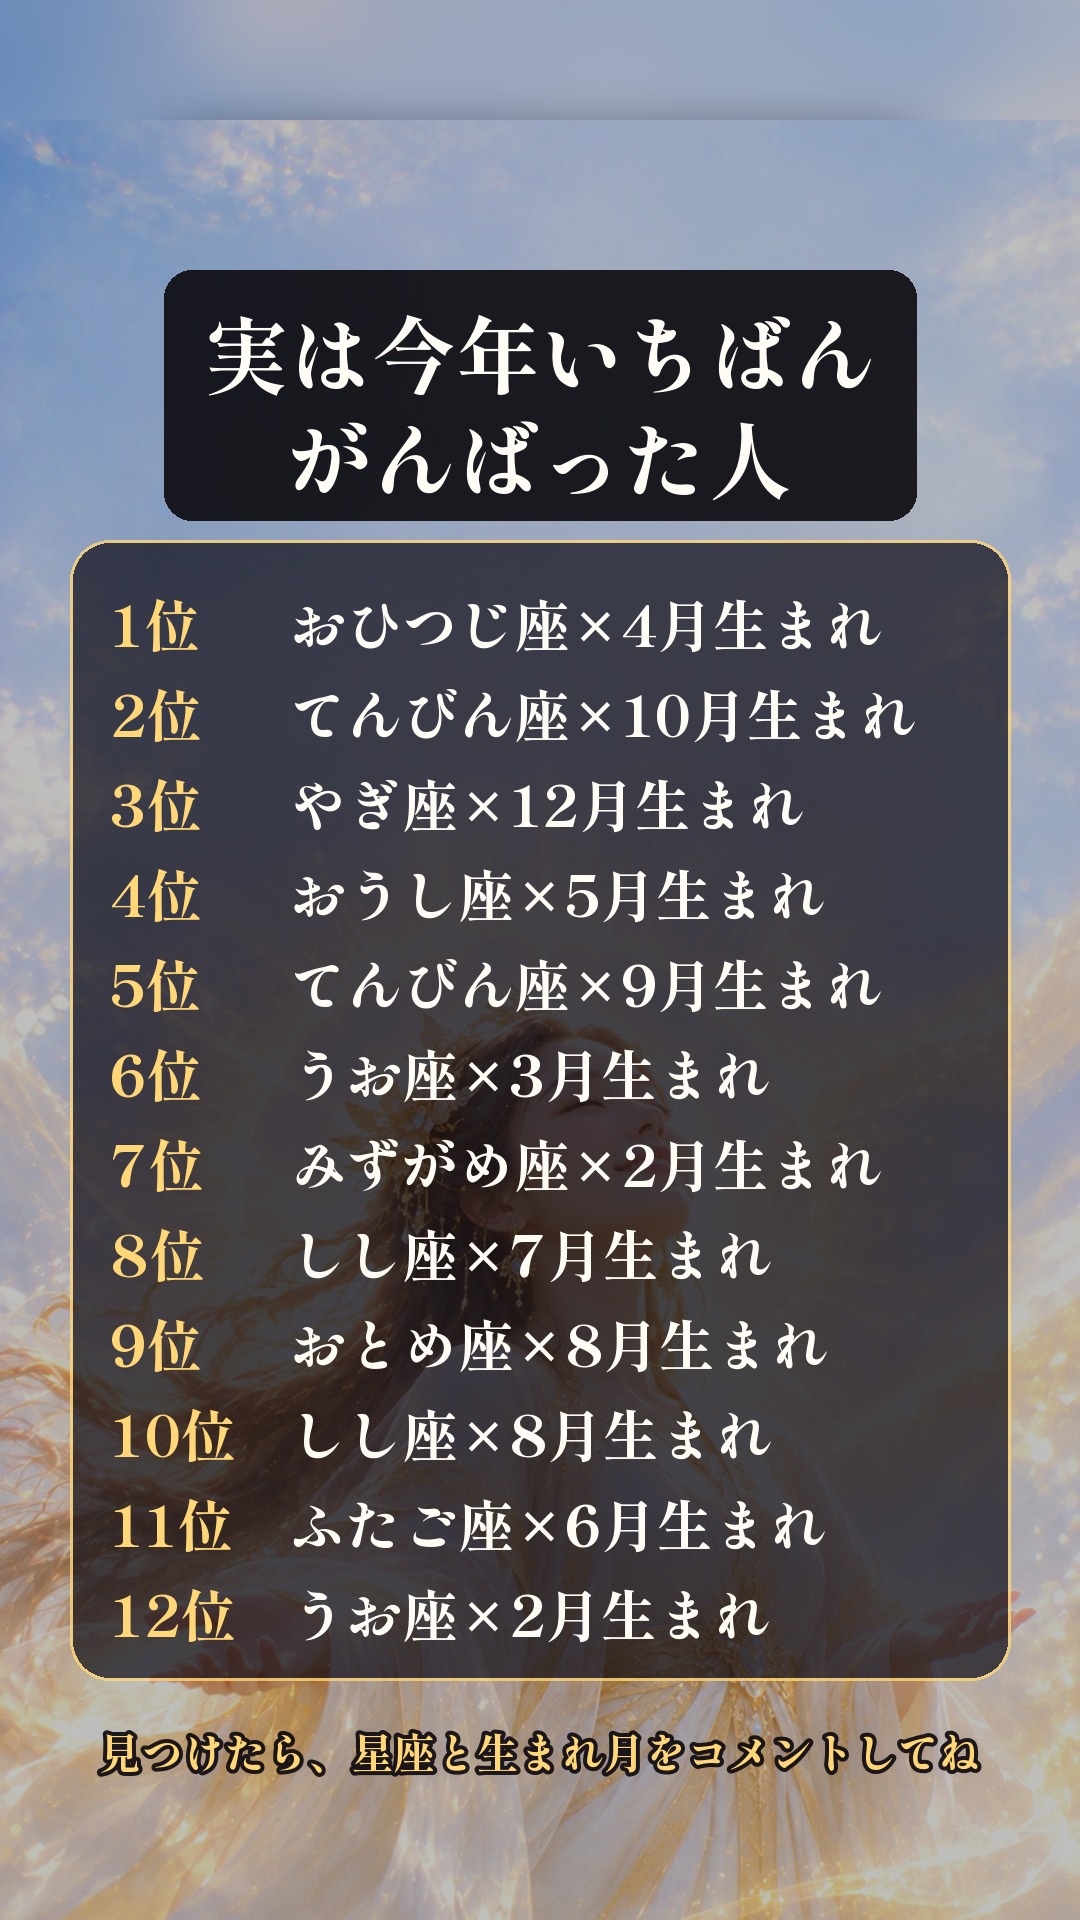 実は今年いちばん
がんばった人
1位 おひつじ座×4月生まれ
2位 てんびん座×10月生まれ
3位 やぎ座×12月生まれ
4位 おうし座×5月生まれ
5位 てんびん座×9月生まれ
6位 うお座×3月生まれ
7位 みずがめ座×2月生まれ
8位 しし座×7月生まれ
9位 おとめ座×8月生まれ
10位 しし座×8月生まれ
11位 ふたご座×6月生まれ
12位 うお座×2月生まれ
見つけたら、星座と生まれ月をコメントしてね